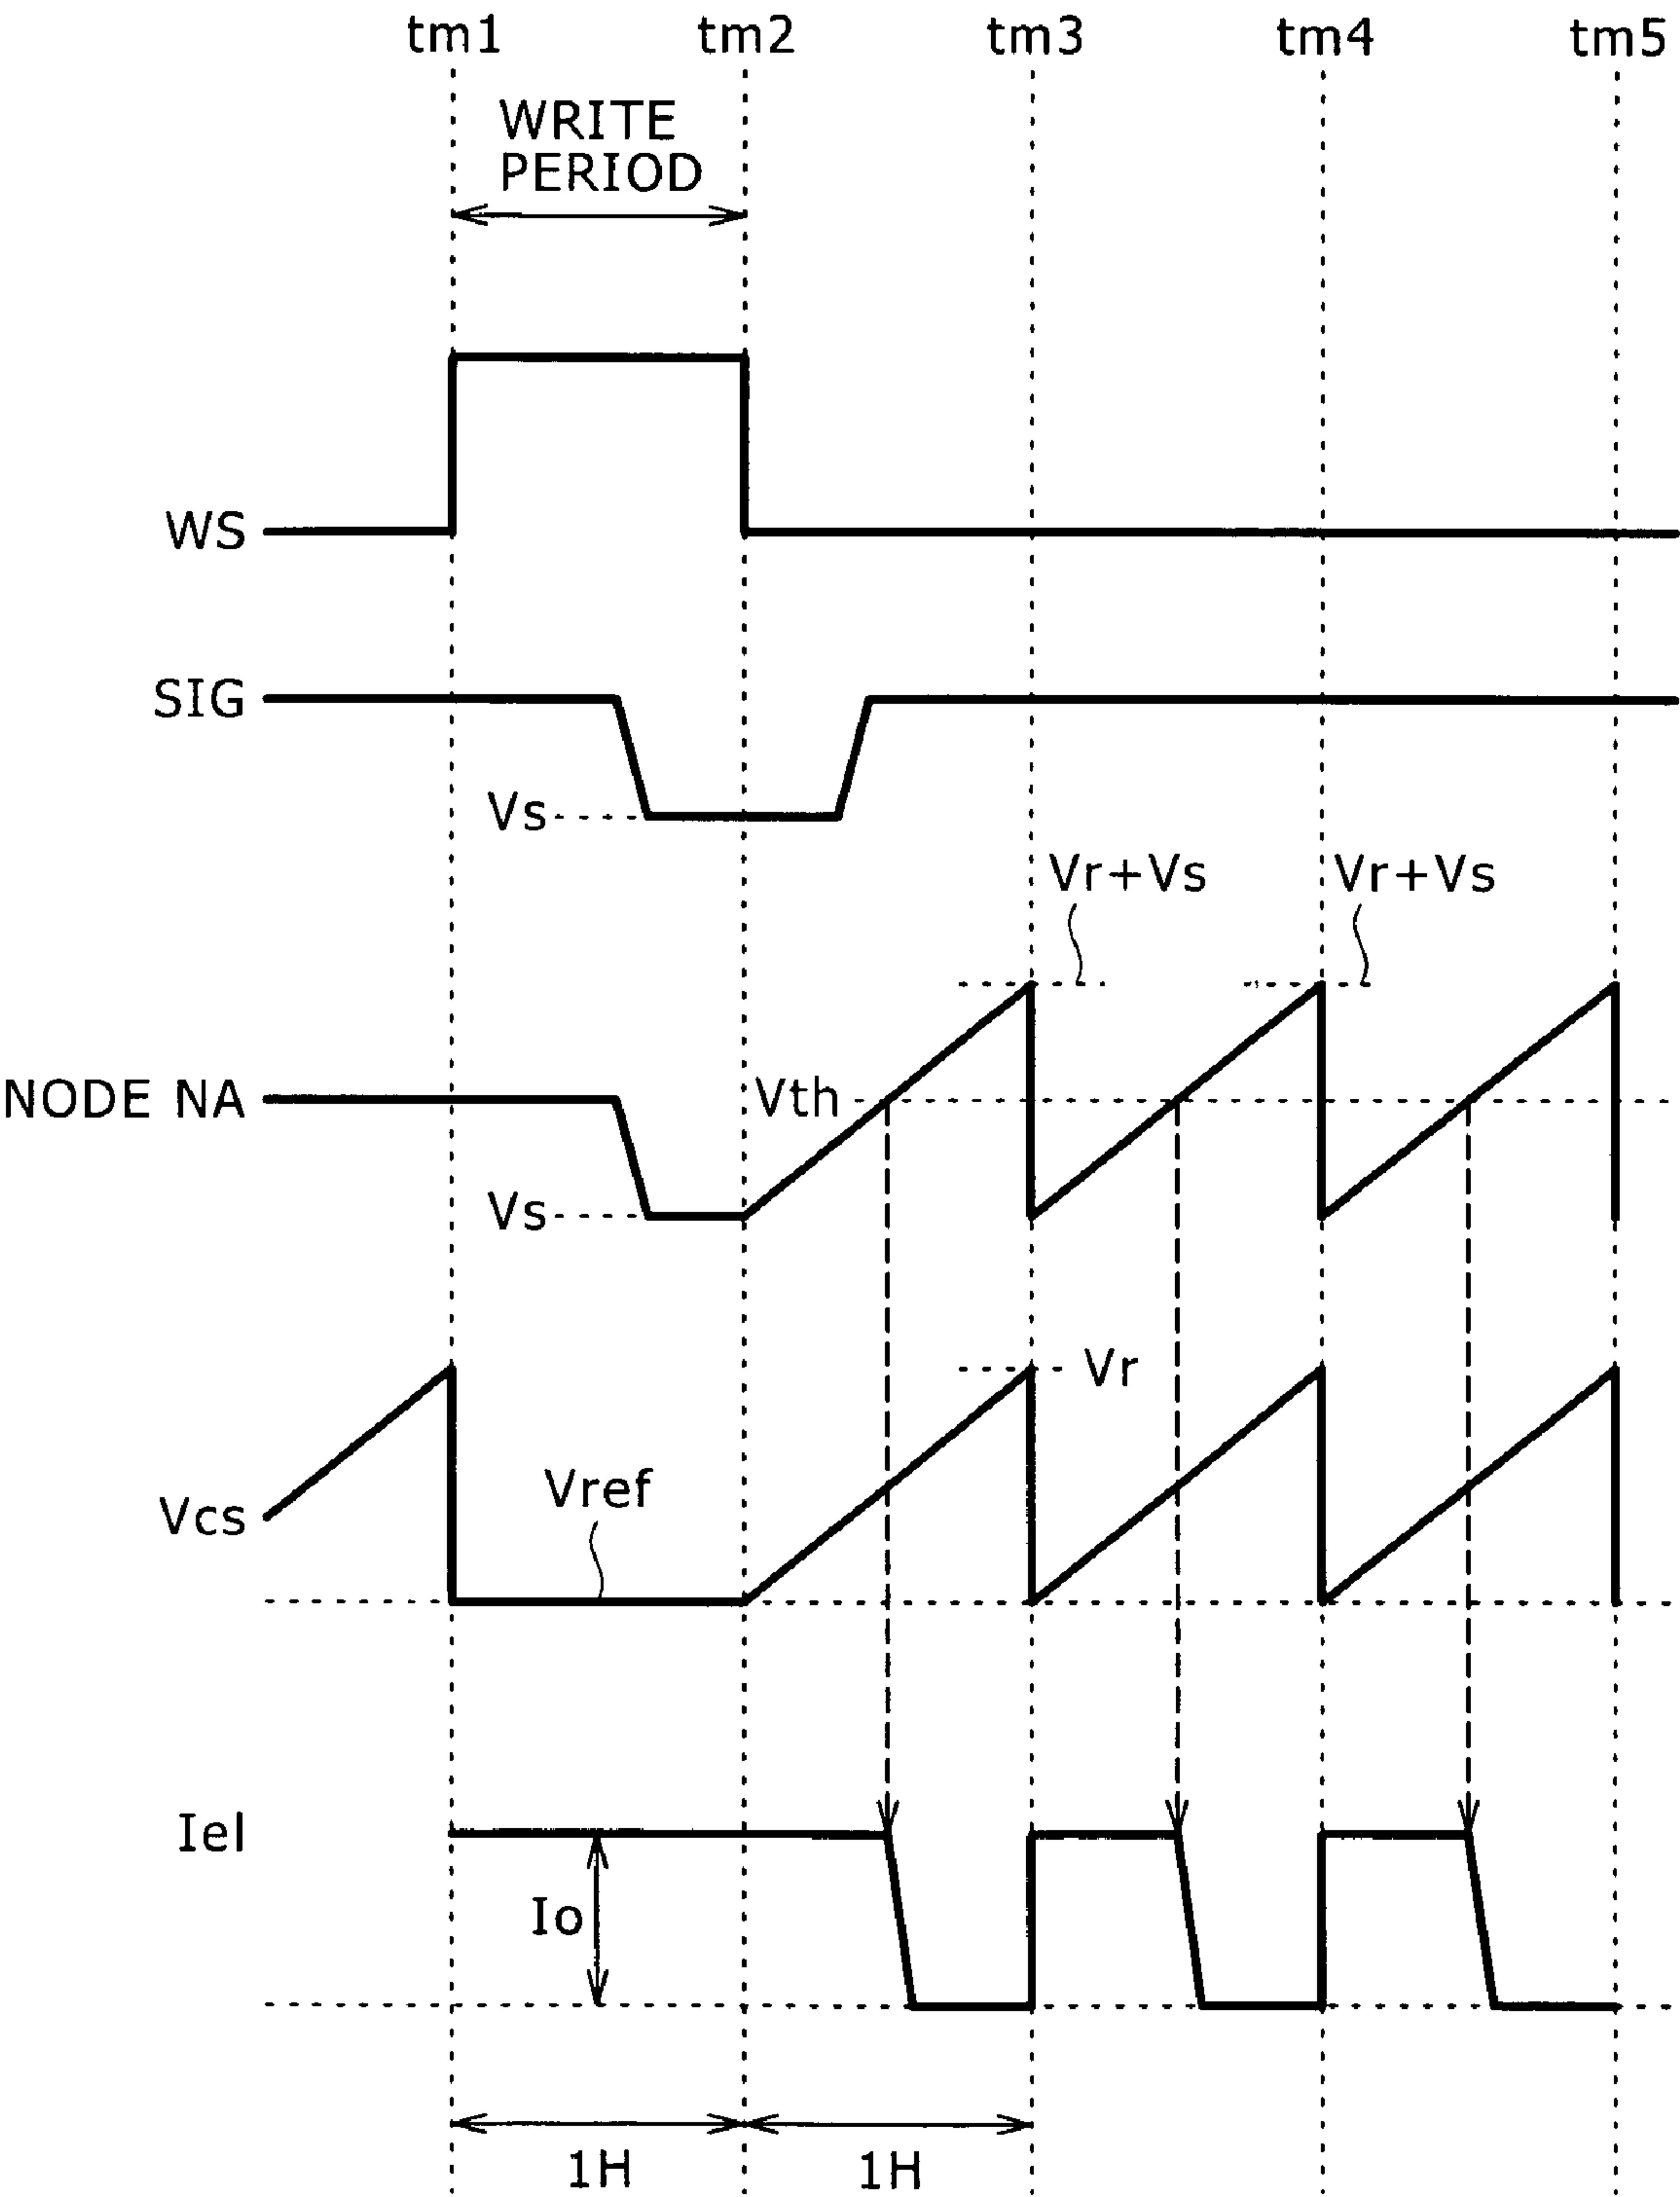 tm1 tm2 tm3 tm4 tm5
WRITE
PERIOD
WS
SIG
Vs
Vr+Vs Vr+Vs
NODE NA
Vth
Vs
Vr
Vref
Vcs
Iel
Io
1H 1H